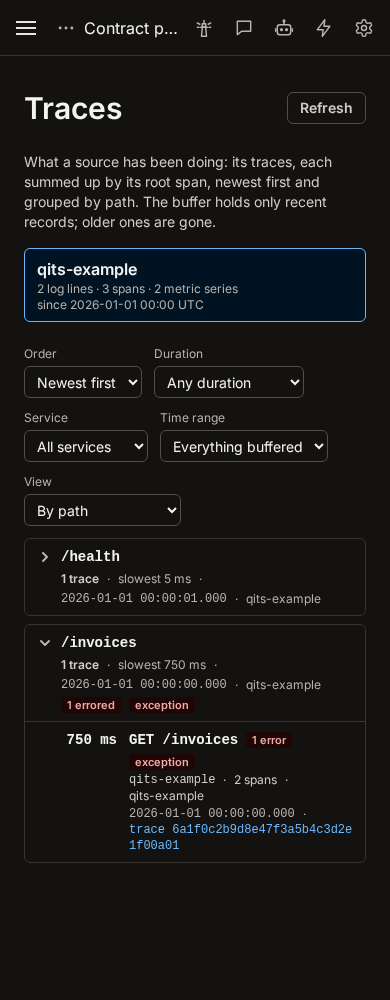 Contract p…
Traces
Refresh
What a source has been doing: its traces, each
summed up by its root span, newest first and
grouped by path. The buffer holds only recent
records; older ones are gone.
qits-example
2 log lines · 3 spans · 2 metric series
since 2026-01-01 00:00 UTC
Order
Duration
Newest first
Any duration
Service
Time range
All services
Everything buffered
View
By path
/health
1 trace · slowest 5 ms ·
2026-01-01 00:00:01.000 · qits-example
/invoices
1 trace · slowest 750 ms ·
2026-01-01 00:00:00.000 · qits-example
1 errored exception
750 ms GET /invoices 1 error
exception
qits-example · 2 spans ·
qits-example
2026-01-01 00:00:00.000 ·
trace 6a1f0c2b9d8e47f3a5b4c3d2e
1f00a01